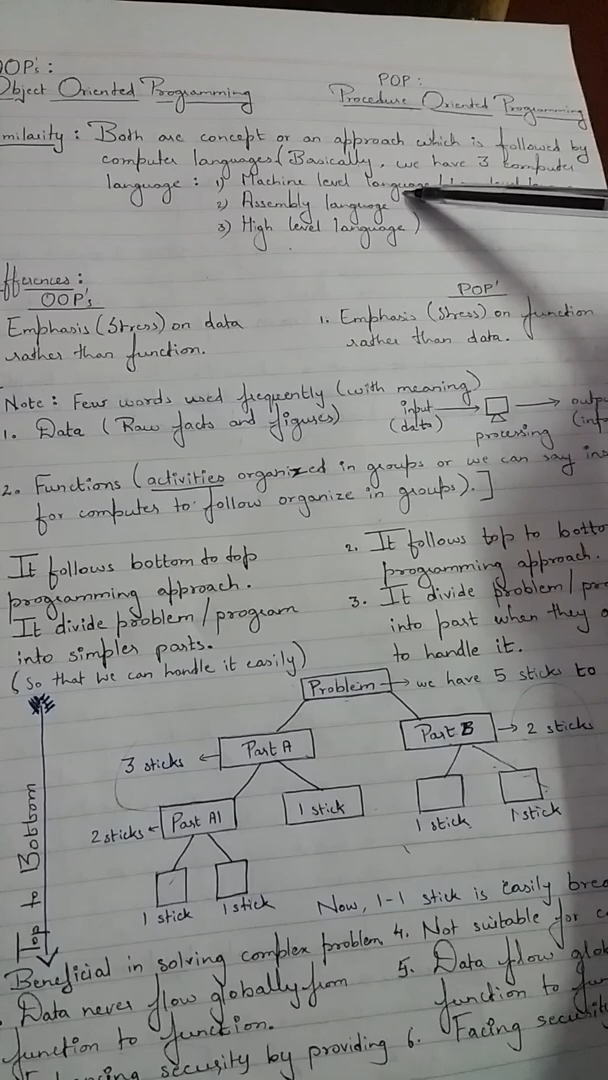 OOP's :
Object Oriented Programming
POP :
Procedure Oriented Programming
milarity : Both are concept or an approach which is followed by
computer languages (Basically, we have 3 computer
language : 1) Machine level language
2) Assembly language
3) High level language)
fferences :
OOP's
POP'
Emphasis (Stress) on data
rather than function.
1. Emphasis (Stress) on function
rather than data.
Note : Few words used frequently (with meaning)
1. Data (Raw facts and figures)
input
(data)
processing
outpu
(info
2. Functions (activities organized in groups or we can say ins
for computer to follow organize in groups).]
It follows bottom to top
programming approach.
It divide problem / program
into simpler parts.
(So that we can handle it easily)
2. It follows top to botto
programming approach.
3. It divide problem / pro
into part when they a
to handle it.
Problem → we have 5 sticks to
3 sticks ← Part A
Part B → 2 sticks
2 sticks ← Part A1
1 stick
1 stick
1 stick
1 stick
1 stick
Top to Bottom
Now, 1-1 stick is easily brea
Beneficial in solving complex problem
4. Not suitable for c
Data never flow globally from
function to function.
5. Data flow glob
function to fun
security by providing
6. Facing security